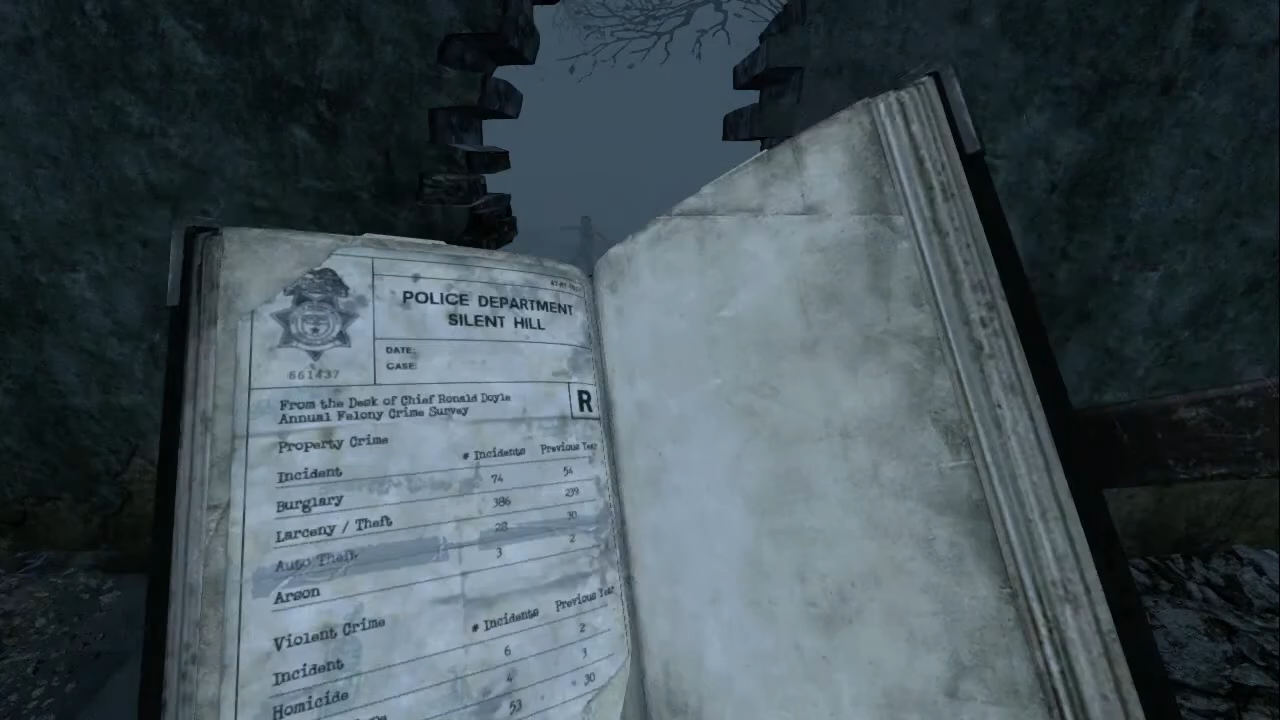 POLICE DEPARTMENT
SILENT HILL
DATE:
CASE:
661437
From the Desk of Chief Ronald Doyle
Annual Felony Crime Survey
R
Property Crime
Incident # Incidents Previous Year
Burglary 74 54
Larceny / Theft 386 239
Auto Theft 28 30
Arson 3 2
Violent Crime
Incident # Incidents Previous Year
Homicide 6 2
4 3
53 30